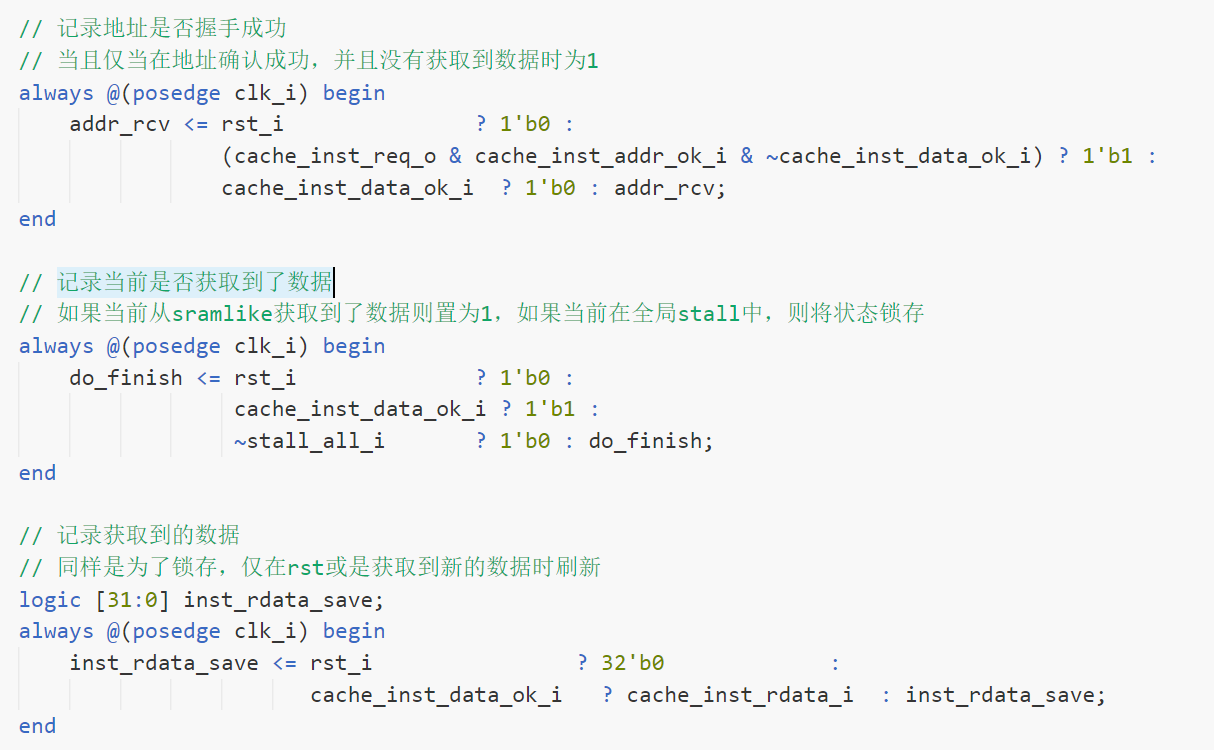 // 记录地址是否握手成功
// 当且仅当在地址确认成功，并且没有获取到数据时为1
always @(posedge clk_i) begin
    addr_rcv <= rst_i               ? 1'b0 :
                (cache_inst_req_o & cache_inst_addr_ok_i & ~cache_inst_data_ok_i) ? 1'b1 :
                cache_inst_data_ok_i  ? 1'b0 : addr_rcv;
end

// 记录当前是否获取到了数据
// 如果当前从sramlike获取到了数据则置为1，如果当前在全局stall中，则将状态锁存
always @(posedge clk_i) begin
    do_finish <= rst_i              ? 1'b0 :
                 cache_inst_data_ok_i ? 1'b1 :
                 ~stall_all_i       ? 1'b0 : do_finish;
end

// 记录获取到的数据
// 同样是为了锁存，仅在rst或是获取到新的数据时刷新
logic [31:0] inst_rdata_save;
always @(posedge clk_i) begin
    inst_rdata_save <= rst_i                ? 32'b0             :
                       cache_inst_data_ok_i   ? cache_inst_rdata_i  : inst_rdata_save;
end